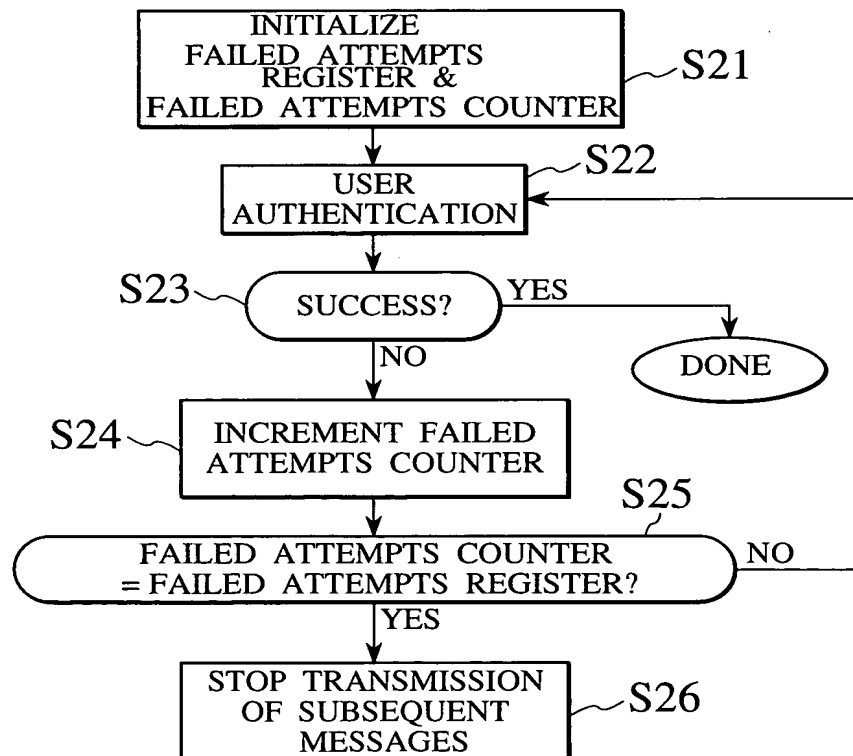 INITIALIZE
FAILED ATTEMPTS
REGISTER &
FAILED ATTEMPTS COUNTER
S21
S22
USER
AUTHENTICATION
S23
SUCCESS?
YES
DONE
NO
S24
INCREMENT FAILED
ATTEMPTS COUNTER
S25
FAILED ATTEMPTS COUNTER
= FAILED ATTEMPTS REGISTER?
NO
YES
STOP TRANSMISSION
OF SUBSEQUENT
MESSAGES
S26